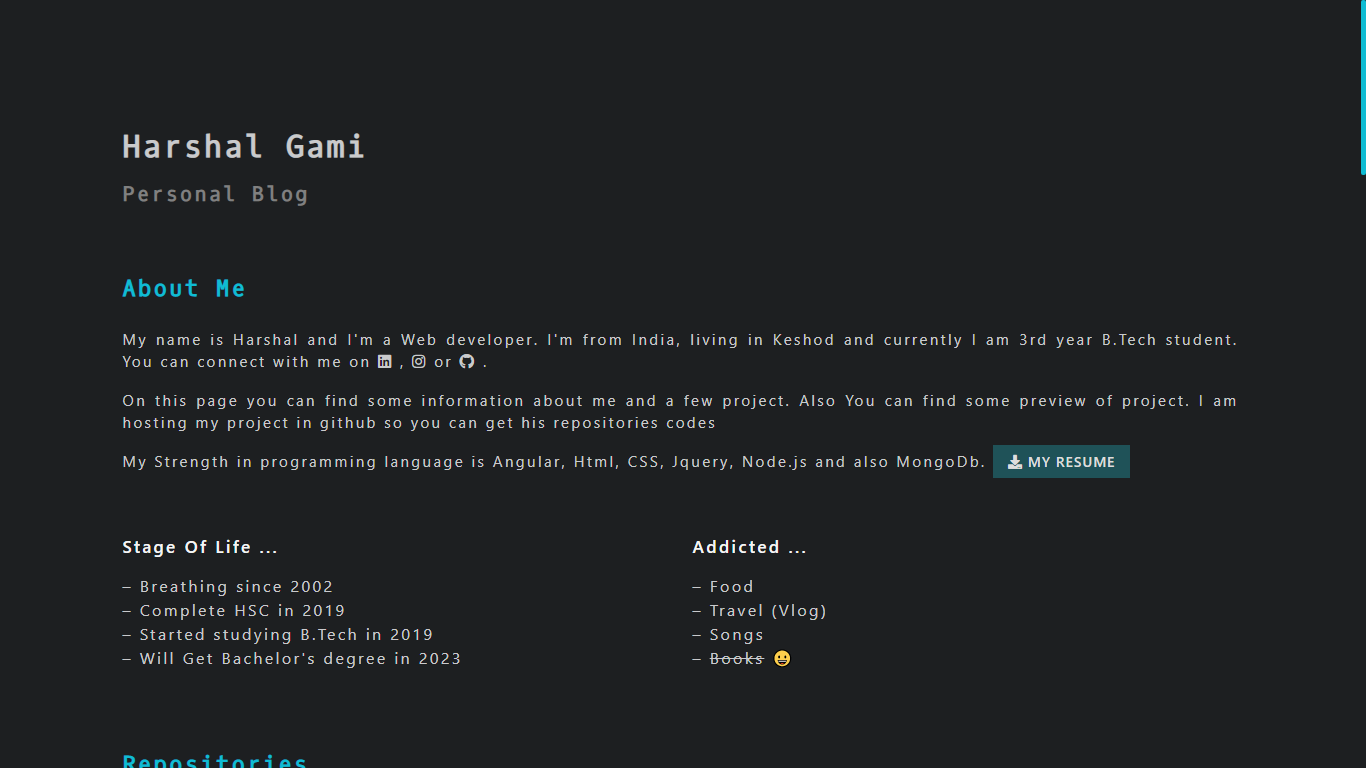 Harshal Gami
Personal Blog
About Me
My name is Harshal and I'm a Web developer. I'm from India, living in Keshod and currently I am 3rd year B.Tech student.
You can connect with me on , or .
On this page you can find some information about me and a few project. Also You can find some preview of project. I am
hosting my project in github so you can get his repositories codes
My Strength in programming language is Angular, Html, CSS, Jquery, Node.js and also MongoDb. MY RESUME
Stage Of Life ...
– Breathing since 2002
– Complete HSC in 2019
– Started studying B.Tech in 2019
– Will Get Bachelor's degree in 2023
Addicted ...
– Food
– Travel (Vlog)
– Songs
– Books 😀
Repositories